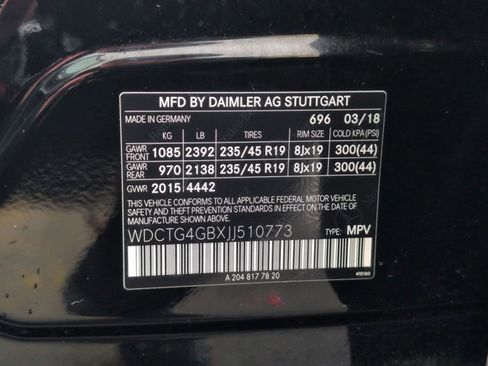 MFD BY DAIMLER AG STUTTGART
MADE IN GERMANY 696 03/18
KG LB TIRES RIM SIZE COLD KPA (PSI)
GAWR FRONT 1085 2392 235/45 R19 8Jx19 300(44)
GAWR REAR 970 2138 235/45 R19 8Jx19 300(44)
GWR 2015 4442
THIS VEHICLE CONFORMS TO ALL APPLICABLE FEDERAL MOTOR VEHICLE
SAFETY, BUMPER, AND THEFT PREVENTION STANDARDS IN EFFECT ON THE DATE OF
MANUFACTURE SHOWN ABOVE.
WDCTG4GBXJJ510773 TYPE: MPV
A 204 817 78 20